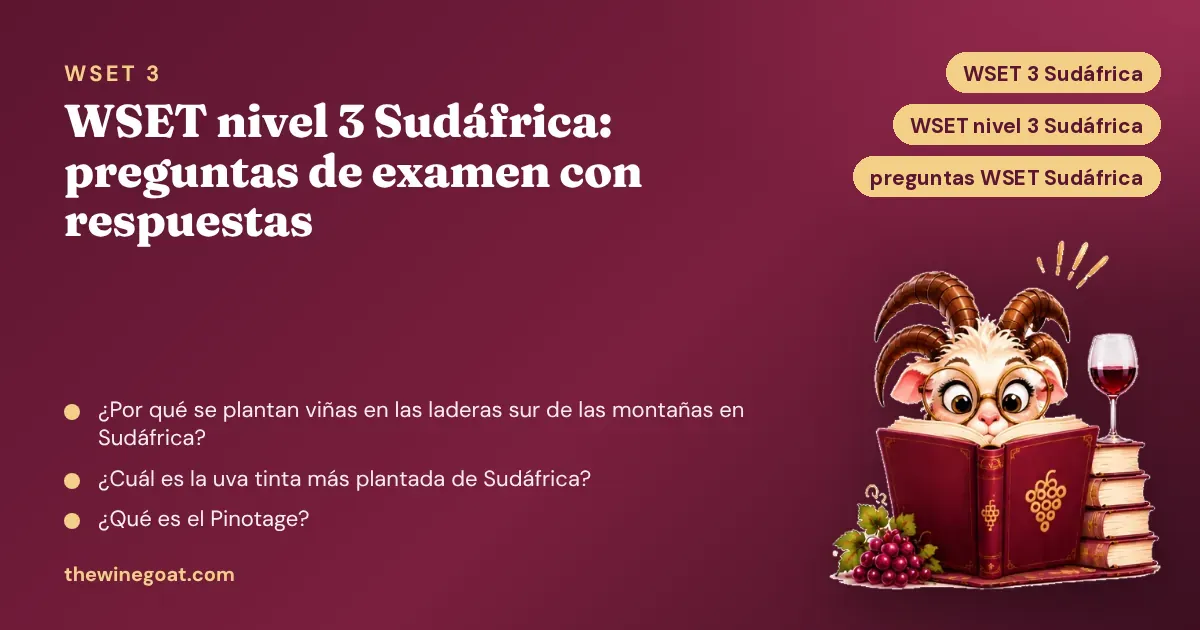 WSET 3
WSET nivel 3 Sudáfrica:
preguntas de examen con
respuestas
WSET 3 Sudáfrica
WSET nivel 3 Sudáfrica
preguntas WSET Sudáfrica
¿Por qué se plantan viñas en las laderas sur de las montañas en
Sudáfrica?
¿Cuál es la uva tinta más plantada de Sudáfrica?
¿Qué es el Pinotage?
thewinegoat.com